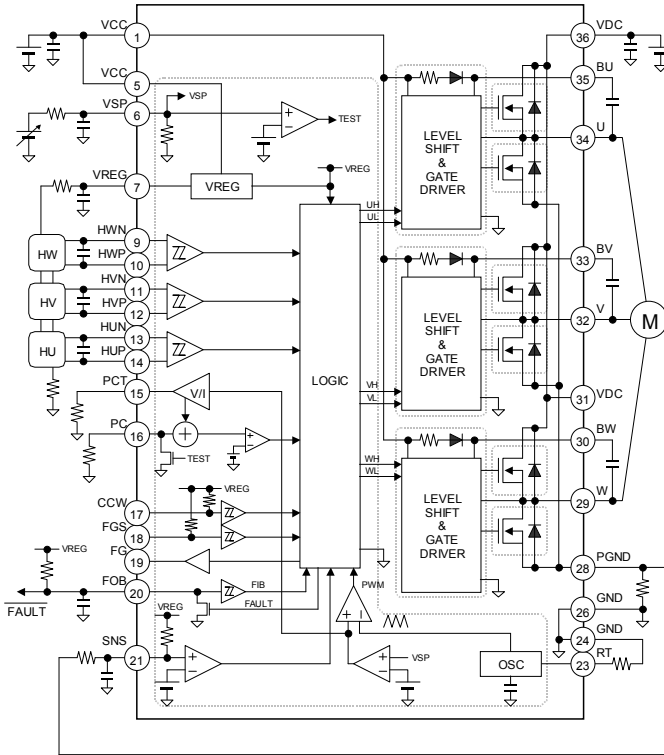 VCC
1
VCC
5
VSP
6
VSP
TEST
VREG
7
VREG
VREG
HWN
9
HW
HWP
10
HVN
11
HV
HVP
12
HUN
13
HU
HUP
14
PCT
15
V/I
PC
16
TEST
CCW
17
VREG
FGS
18
FG
19
VREG
FOB
20
FIB
FAULT
FAULT
VREG
SNS
21
VSP
PWM
OSC
LOGIC
UH
UL
VH
VL
WH
WL
LEVEL
SHIFT
&
GATE
DRIVER
LEVEL
SHIFT
&
GATE
DRIVER
LEVEL
SHIFT
&
GATE
DRIVER
36
VDC
35
BU
34
U
33
BV
32
V
M
31
VDC
30
BW
29
W
28
PGND
26
GND
24
GND
23
RT